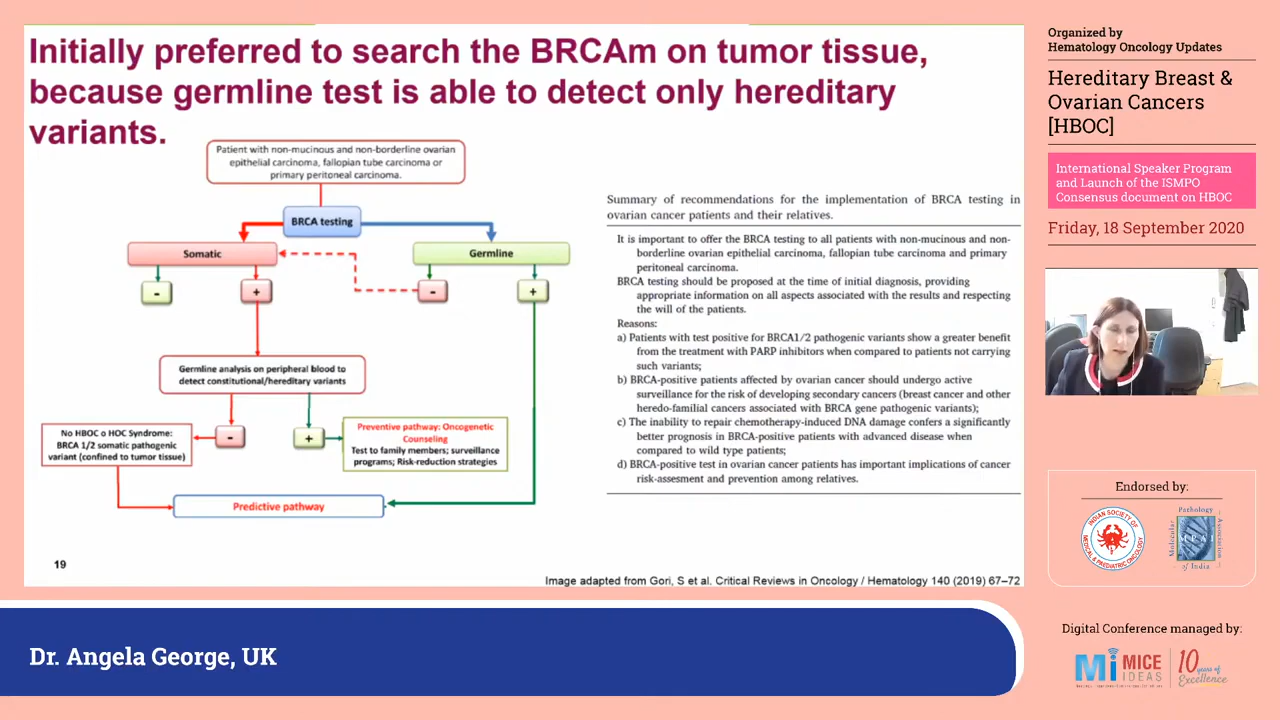 Initially preferred to search the BRCAm on tumor tissue,
because germline test is able to detect only hereditary
variants.
Patient with non-mucinous and non-borderline ovarian
epithelial carcinoma, fallopian tube carcinoma or
primary peritoneal carcinoma.
BRCA testing
Somatic
Germline
-
+
-
+
Germline analysis on peripheral blood to
detect constitutional/hereditary variants
No HBOC o HOC Syndrome:
BRCA 1/2 somatic pathogenic
variant (confined to tumor tissue)
-
+
Preventive pathway: Oncogenetic
Counseling
Test to family members; surveillance
programs; Risk-reduction strategies
Predictive pathway
19
Summary of recommendations for the implementation of BRCA testing in
ovarian cancer patients and their relatives.
It is important to offer the BRCA testing to all patients with non-mucinous and non-
borderline ovarian epithelial carcinoma, fallopian tube carcinoma and primary
peritoneal carcinoma.
BRCA testing should be proposed at the time of initial diagnosis, providing
appropriate information on all aspects associated with the results and respecting
the will of the patients.
Reasons:
a) Patients with test positive for BRCA1/2 pathogenic variants show a greater benefit
from the treatment with PARP inhibitors when compared to patients not carrying
such variants;
b) BRCA-positive patients affected by ovarian cancer should undergo active
surveillance for the risk of developing secondary cancers (breast cancer and other
heredo-familial cancers associated with BRCA gene pathogenic variants);
c) The inability to repair chemotherapy-induced DNA damage confers a significantly
better prognosis in BRCA-positive patients with advanced disease when
compared to wild type patients;
d) BRCA-positive test in ovarian cancer patients has important implications of cancer
risk-assesment and prevention among relatives.
Image adapted from Gori, S et al. Critical Reviews in Oncology / Hematology 140 (2019) 67–72
Dr. Angela George, UK
Organized by
Hematology Oncology Updates
Hereditary Breast &
Ovarian Cancers
[HBOC]
International Speaker Program
and Launch of the ISMPO
Consensus document on HBOC
Friday, 18 September 2020
Endorsed by:
INDIAN SOCIETY OF
MEDICAL & PAEDIATRIC ONCOLOGY
Molecular
Pathology
Association
MPAI
of India
Digital Conference managed by:
Mi MICE
IDEAS
10 years of
Excellence